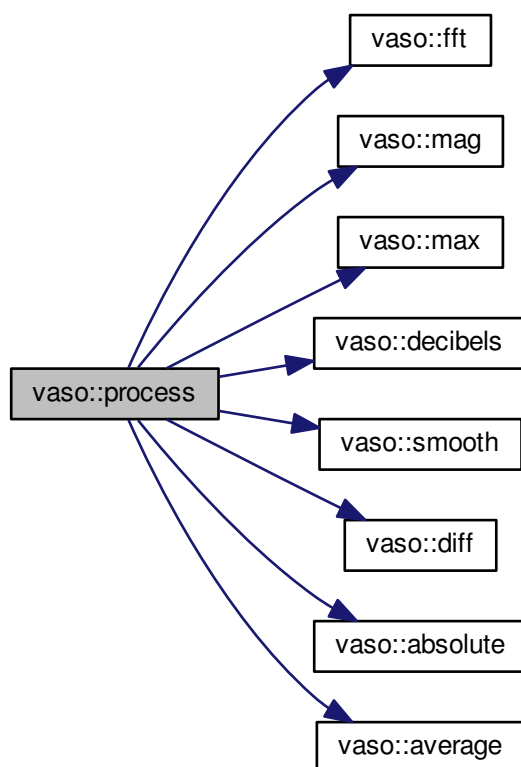 vaso::fft
vaso::mag
vaso::max
vaso::decibels
vaso::process
vaso::smooth
vaso::diff
vaso::absolute
vaso::average